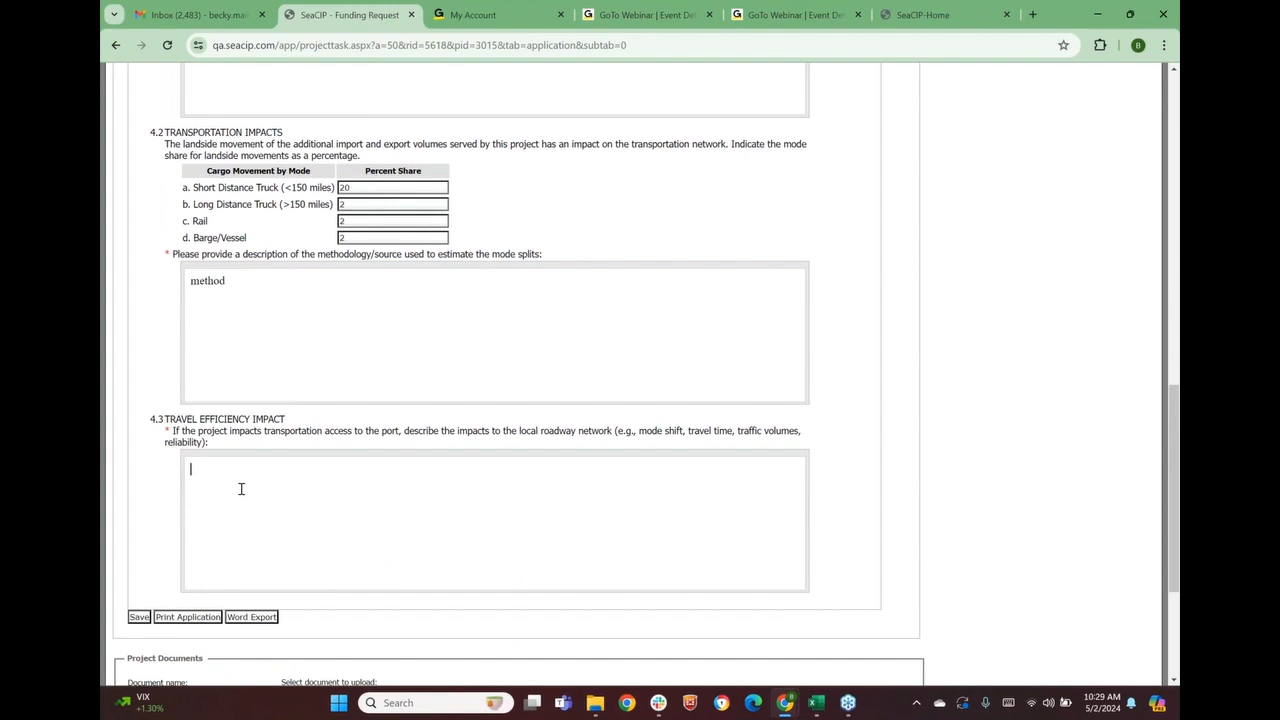 Inbox (2,483) - becky.mai
SeaCIP - Funding Request
My Account
GoTo Webinar | Event Det
GoTo Webinar | Event Det
SeaCIP-Home
qa.seacip.com/app/projecttask.aspx?a=50&rid=5618&pid=3015&tab=application&subtab=0
B
4.2 TRANSPORTATION IMPACTS
The landside movement of the additional import and export volumes served by this project has an impact on the transportation network. Indicate the mode
share for landside movements as a percentage.
Cargo Movement by Mode Percent Share
a. Short Distance Truck (<150 miles) 20
b. Long Distance Truck (>150 miles) 2
c. Rail 2
d. Barge/Vessel 2
* Please provide a description of the methodology/source used to estimate the mode splits:
method
4.3 TRAVEL EFFICIENCY IMPACT
* If the project impacts transportation access to the port, describe the impacts to the local roadway network (e.g., mode shift, travel time, traffic volumes,
reliability):
Save Print Application Word Export
Project Documents
Document name: Select document to upload:
VIX
+1.30%
Search
10:29 AM
5/2/2024